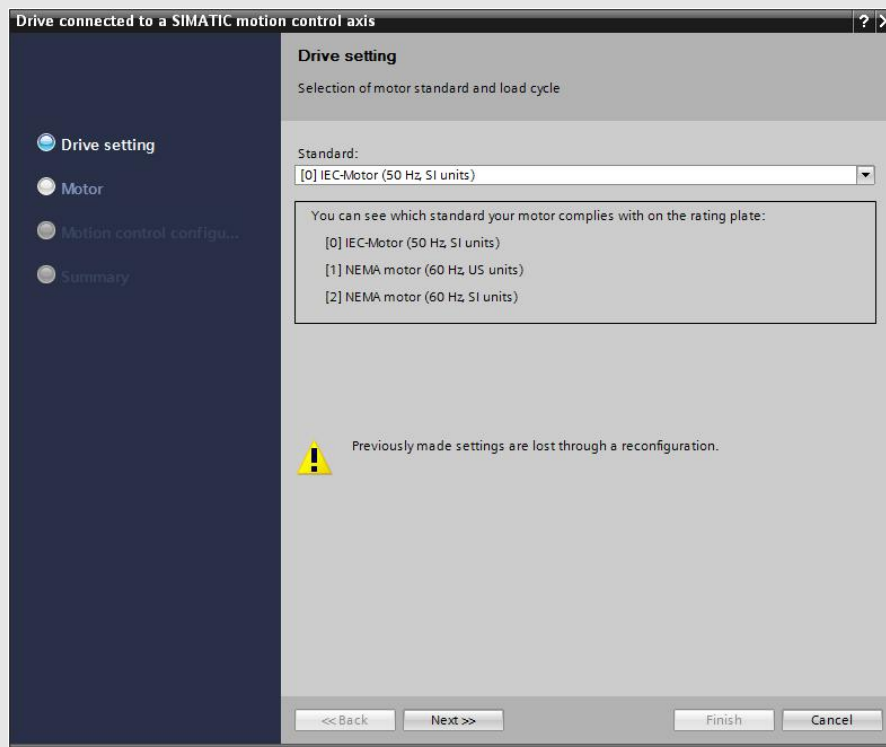 Drive connected to a SIMATIC motion control axis
? X
Drive setting
Selection of motor standard and load cycle
Drive setting
Motor
Motion control configu...
Summary
Standard:
[0] IEC-Motor (50 Hz, SI units)
You can see which standard your motor complies with on the rating plate:
[0] IEC-Motor (50 Hz, SI units)
[1] NEMA motor (60 Hz, US units)
[2] NEMA motor (60 Hz, SI units)
Previously made settings are lost through a reconfiguration.
<< Back
Next >>
Finish
Cancel